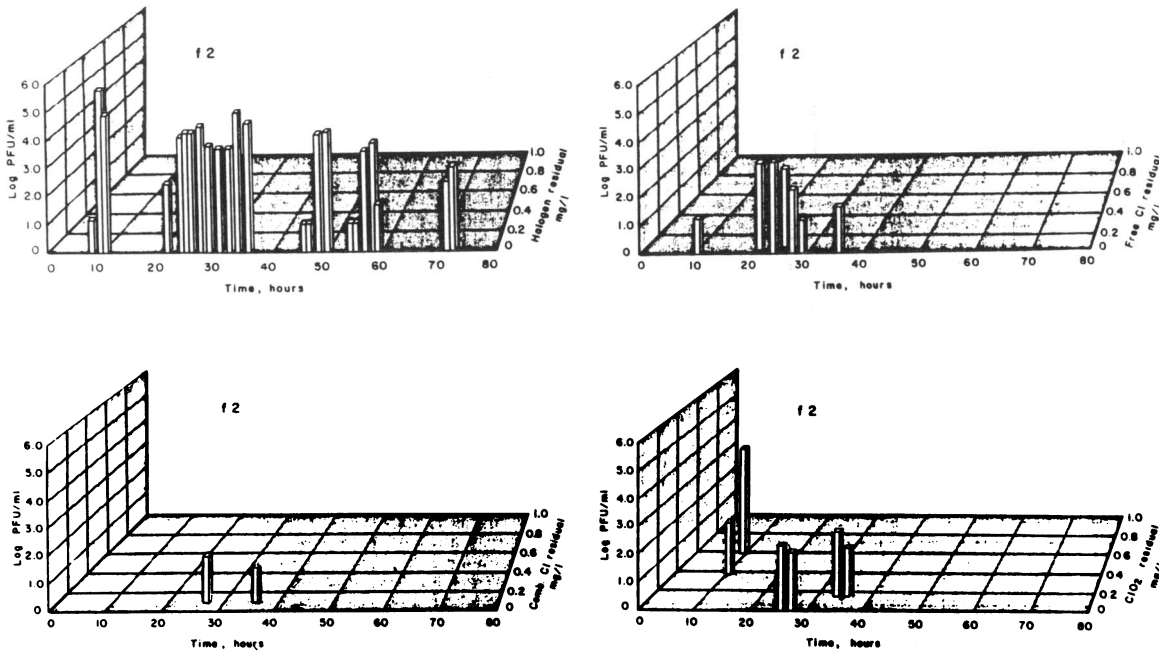 f 2
Log PFU/ml
6.0
5.0
4.0
3.0
2.0
1.0
0
1.0
0.8
0.6
0.4
0.2
0
Halogen residual
mg/l
0 10 20 30 40 50 60 70 80
Time, hours
f 2
Log PFU/ml
6.0
5.0
4.0
3.0
2.0
1.0
0
1.0
0.8
0.6
0.4
0.2
0
Free Cl residual
mg/l
0 10 20 30 40 50 60 70 80
Time, hours
f 2
Log PFU/ml
6.0
5.0
4.0
3.0
2.0
1.0
0
1.0
0.8
0.6
0.4
0.2
0
Comb. Cl residual
mg/l
0 10 20 30 40 50 60 70 80
Time, hours
f 2
Log PFU/ml
6.0
5.0
4.0
3.0
2.0
1.0
0
1.0
0.8
0.6
0.4
0.2
0
ClO2 residual
mg/l
0 10 20 30 40 50 60 70 80
Time, hours